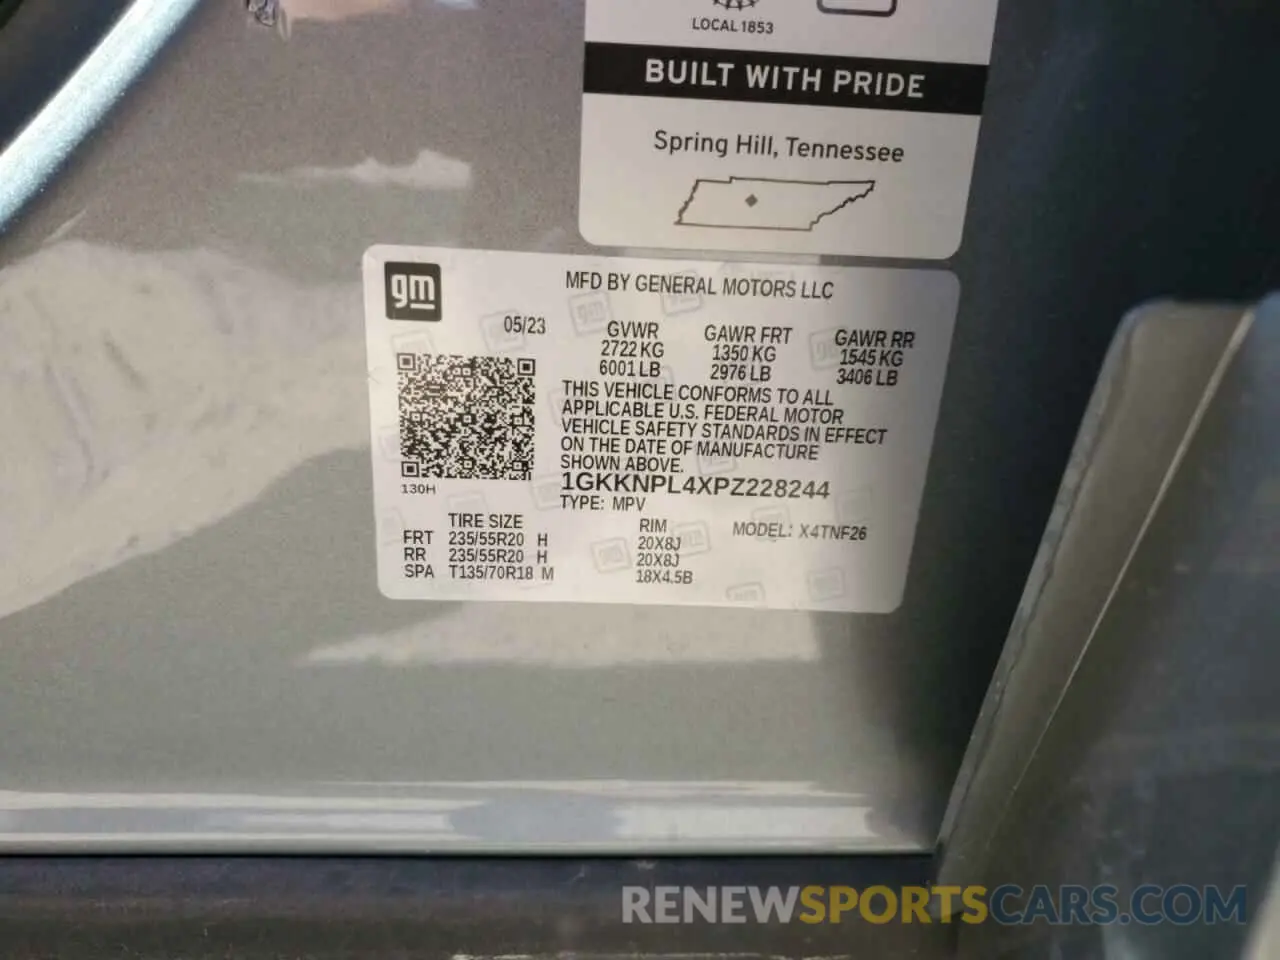 LOCAL 1853
BUILT WITH PRIDE
Spring Hill, Tennessee
gm
MFD BY GENERAL MOTORS LLC
05/23
GVWR GAWR FRT GAWR RR
2722 KG 1350 KG 1545 KG
6001 LB 2976 LB 3406 LB
THIS VEHICLE CONFORMS TO ALL
APPLICABLE U.S. FEDERAL MOTOR
VEHICLE SAFETY STANDARDS IN EFFECT
ON THE DATE OF MANUFACTURE
SHOWN ABOVE.
130H
1GKKNPL4XPZ228244
TYPE: MPV
TIRE SIZE RIM MODEL: X4TNF26
FRT 235/55R20 H 20X8J
RR 235/55R20 H 20X8J
SPA T135/70R18 M 18X4.5B
RENEWSPORTSCARS.COM